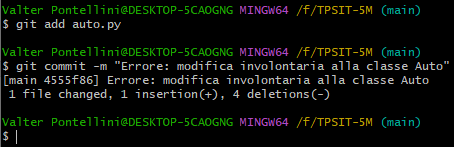 Valter Pontellini@DESKTOP-5CAOGNG MINGW64 /f/TPSIT-5M (main)
$ git add auto.py
Valter Pontellini@DESKTOP-5CAOGNG MINGW64 /f/TPSIT-5M (main)
$ git commit -m "Errore: modifica involontaria alla classe Auto"
[main 4555f86] Errore: modifica involontaria alla classe Auto
1 file changed, 1 insertion(+), 4 deletions(-)
Valter Pontellini@DESKTOP-5CAOGNG MINGW64 /f/TPSIT-5M (main)
$